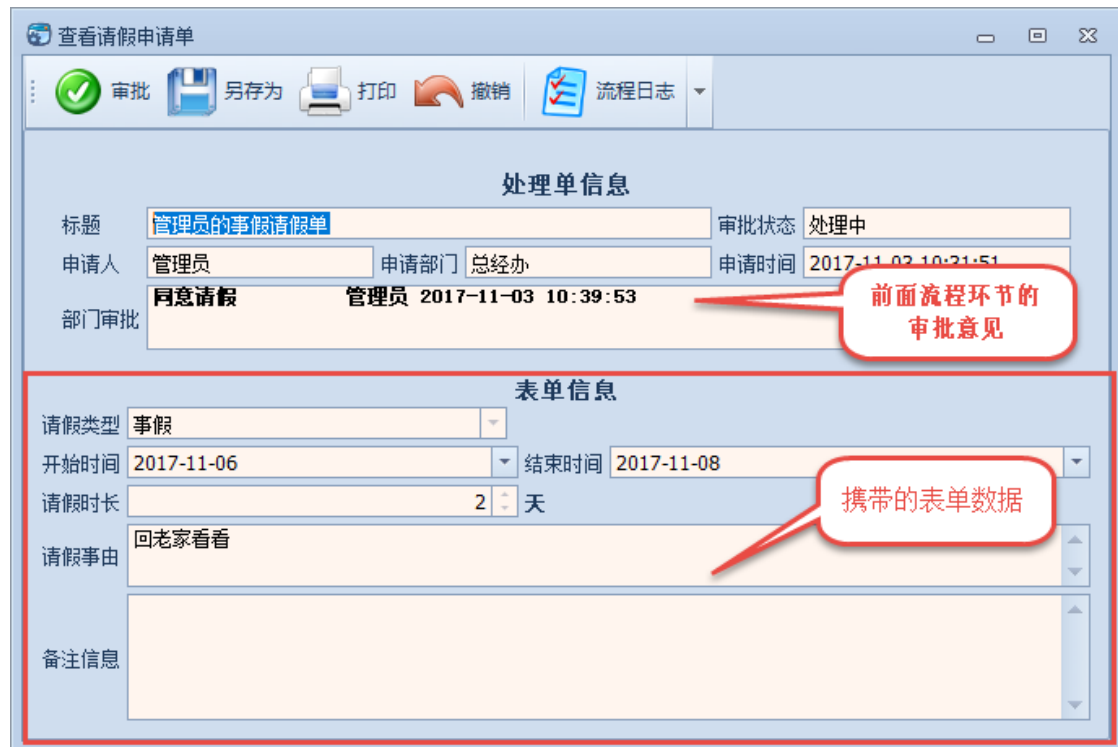 查看请假申请单
审批 另存为 打印 撤销 流程日志
处理单信息
标题 管理员的事假请假单 审批状态 处理中
申请人 管理员 申请部门 总经办 申请时间 2017-11-03 10:31:51
部门审批 同意请假 管理员 2017-11-03 10:39:53
前面流程环节的
审批意见
表单信息
请假类型 事假
开始时间 2017-11-06 结束时间 2017-11-08
请假时长 2 天
携带的表单数据
请假事由 回老家看看
备注信息